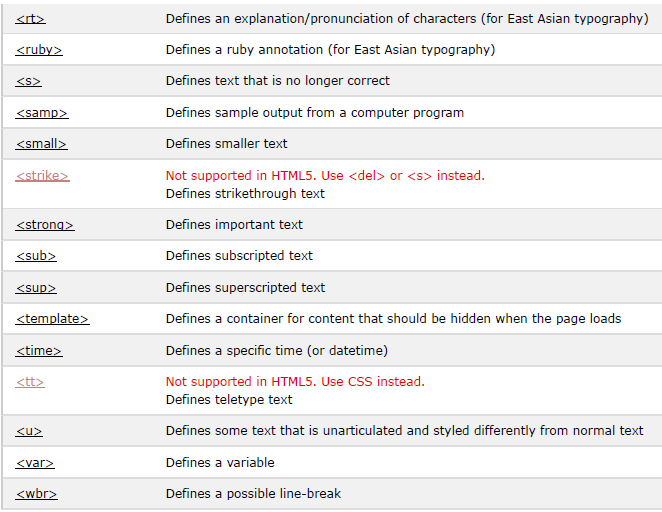 <rt> Defines an explanation/pronunciation of characters (for East Asian typography)
<ruby> Defines a ruby annotation (for East Asian typography)
<s> Defines text that is no longer correct
<samp> Defines sample output from a computer program
<small> Defines smaller text
<strike> Not supported in HTML5. Use <del> or <s> instead.
Defines strikethrough text
<strong> Defines important text
<sub> Defines subscripted text
<sup> Defines superscripted text
<template> Defines a container for content that should be hidden when the page loads
<time> Defines a specific time (or datetime)
<tt> Not supported in HTML5. Use CSS instead.
Defines teletype text
<u> Defines some text that is unarticulated and styled differently from normal text
<var> Defines a variable
<wbr> Defines a possible line-break